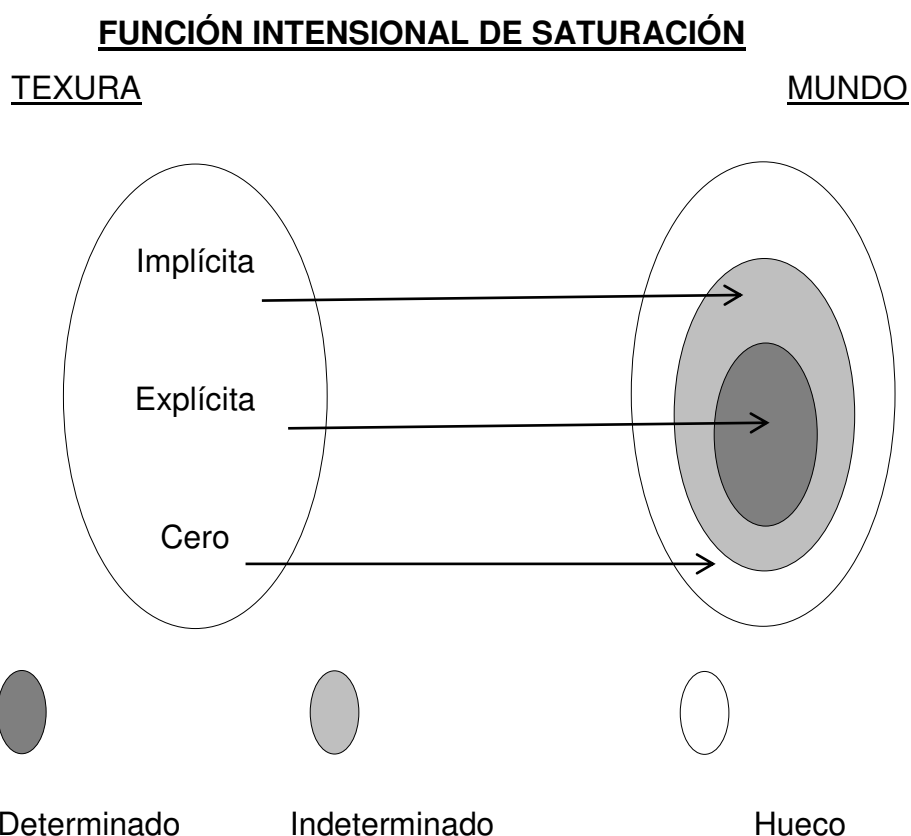 FUNCIÓN INTENSIONAL DE SATURACIÓN
TEXURA MUNDO
Implícita
Explícita
Cero
Determinado Indeterminado Hueco